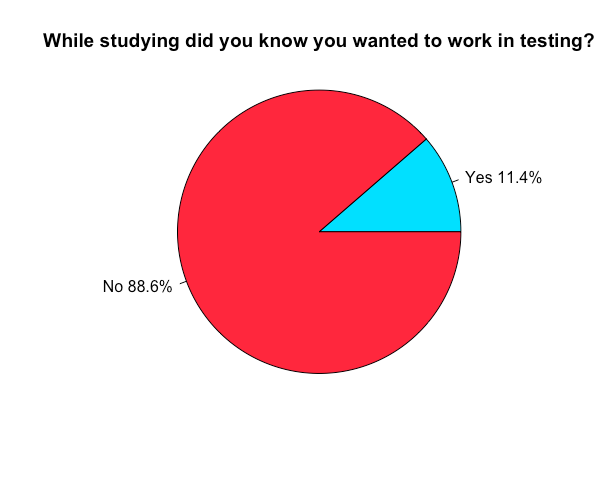 While studying did you know you wanted to work in testing?
Yes 11.4%
No 88.6%